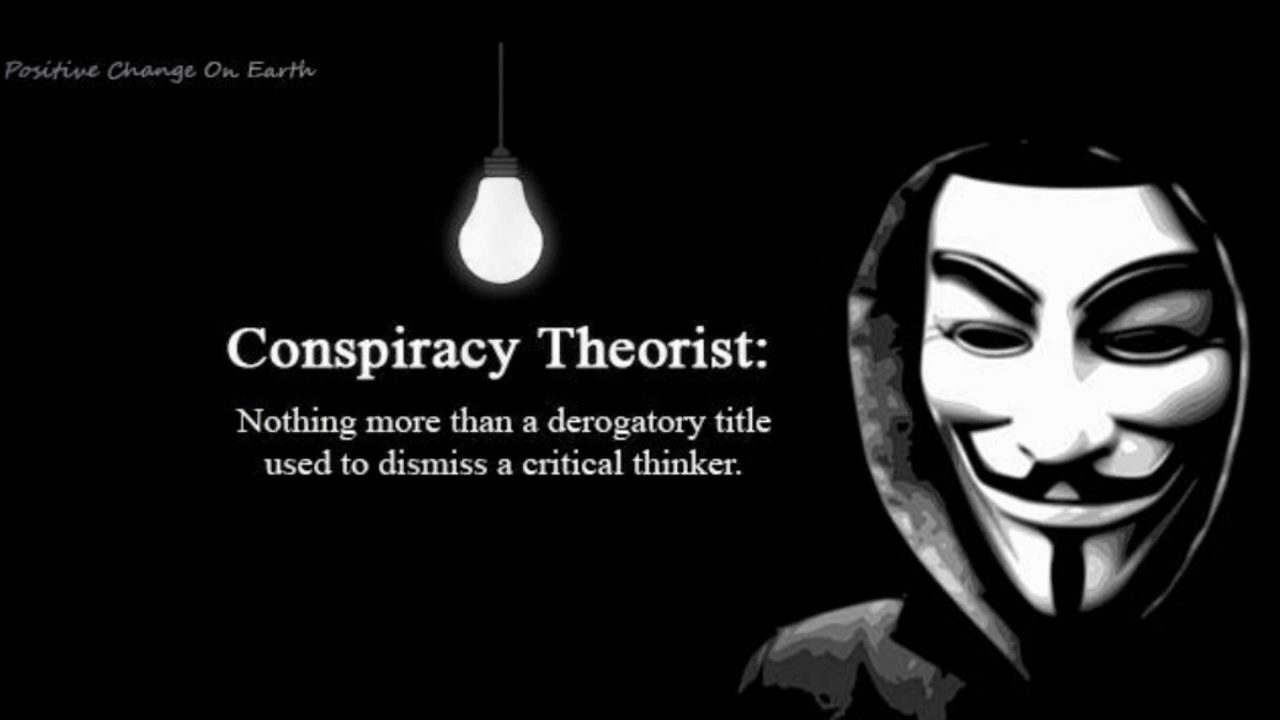 Positive Change On Earth
Conspiracy Theorist:
Nothing more than a derogatory title
used to dismiss a critical thinker.